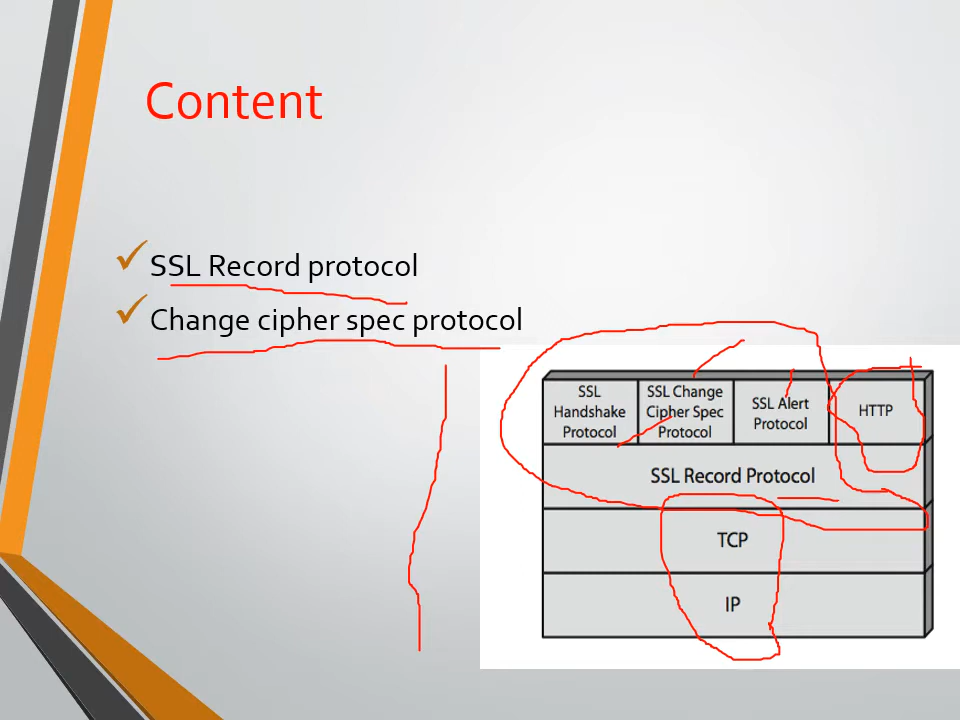 Content
SSL Record protocol
Change cipher spec protocol
SSL
Handshake
Protocol
SSL Change
Cipher Spec
Protocol
SSL Alert
Protocol
HTTP
SSL Record Protocol
TCP
IP